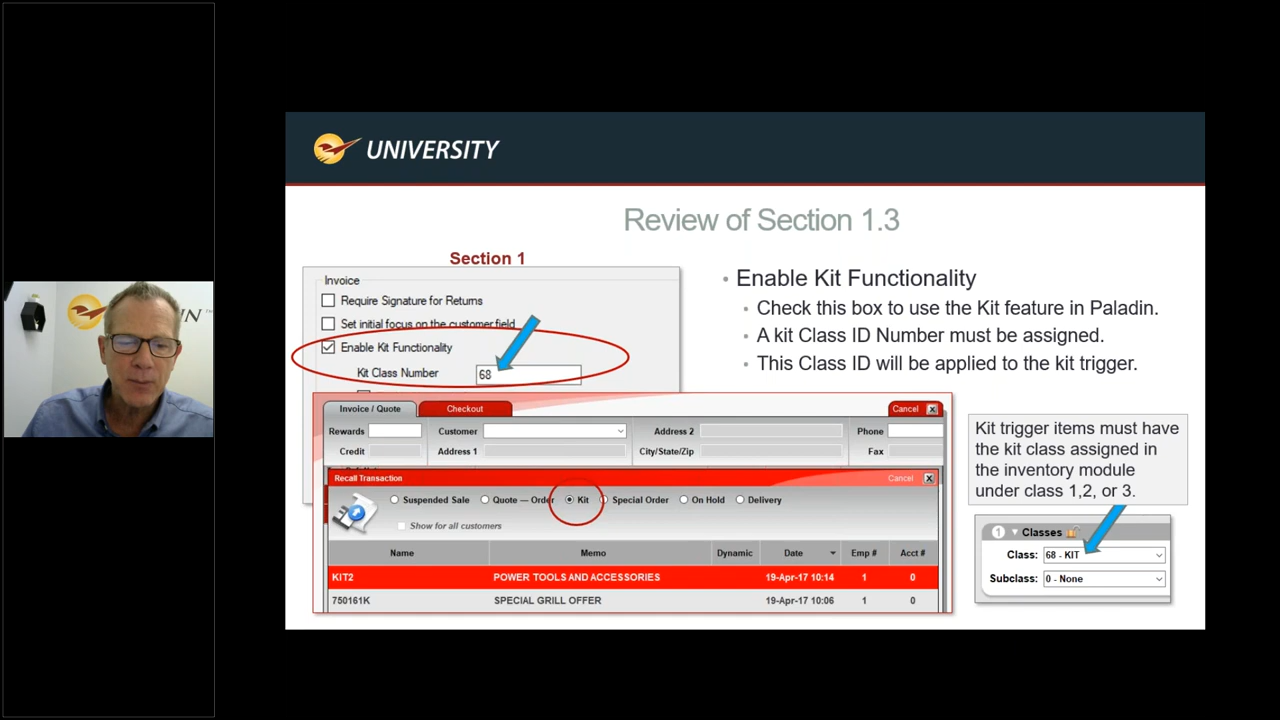 UNIVERSITY
Review of Section 1.3
Section 1
Invoice
Require Signature for Returns
Set initial focus on the customer field
Enable Kit Functionality
Kit Class Number
68
• Enable Kit Functionality
• Check this box to use the Kit feature in Paladin.
• A kit Class ID Number must be assigned.
• This Class ID will be applied to the kit trigger.
Invoice / Quote Checkout Cancel
Rewards Customer Address 2 Phone
Credit Address 1 City/State/Zip Fax
Recall Transaction Cancel
Suspended Sale Quote — Order Kit Special Order On Hold Delivery
Show for all customers
Name Memo Dynamic Date Emp # Acct #
KIT2 POWER TOOLS AND ACCESSORIES 19-Apr-17 10:14 1 0
750161K SPECIAL GRILL OFFER 19-Apr-17 10:06 1 0
Kit trigger items must have
the kit class assigned in
the inventory module
under class 1,2, or 3.
1 Classes
Class: 68 - KIT
Subclass: 0 - None